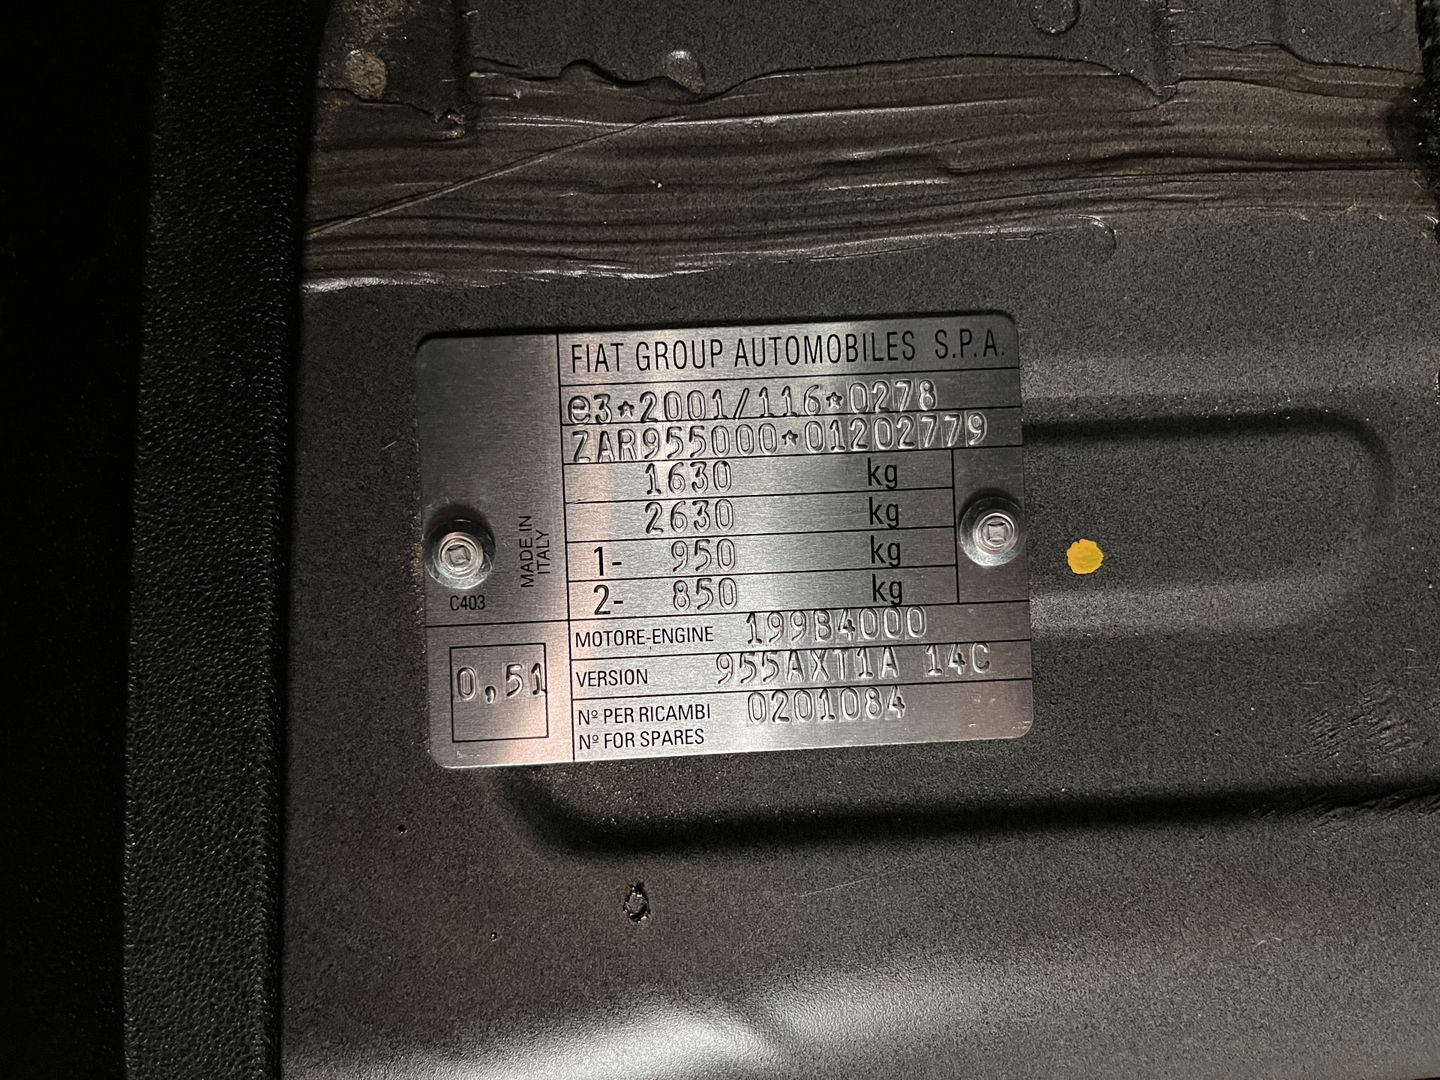 FIAT GROUP AUTOMOBILES S.P.A.
e3*2001/116*0278
ZAR955000*01202779
1630 kg
2630 kg
1- 950 kg
2- 850 kg
MADE IN
ITALY
C403
MOTORE-ENGINE 199B4000
0,51
VERSION 955AXT1A 14C
Nº PER RICAMBI 0201084
Nº FOR SPARES